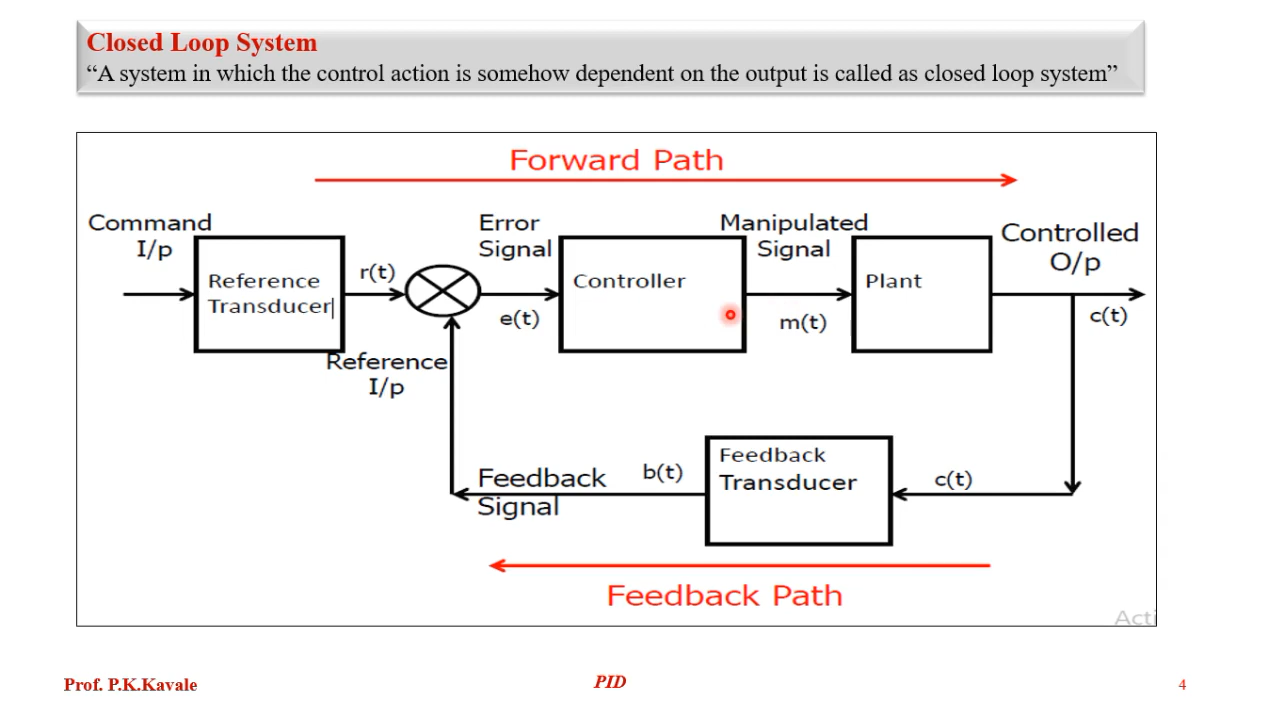 Closed Loop System
“A system in which the control action is somehow dependent on the output is called as closed loop system”
Forward Path
Command
I/p
Reference
Transducer
r(t)
Reference
I/p
Error
Signal
e(t)
Controller
Manipulated
Signal
m(t)
Plant
Controlled
O/p
c(t)
Feedback
Signal
b(t)
Feedback
Transducer
c(t)
Feedback Path
Acti
Prof. P.K.Kavale
PID
4